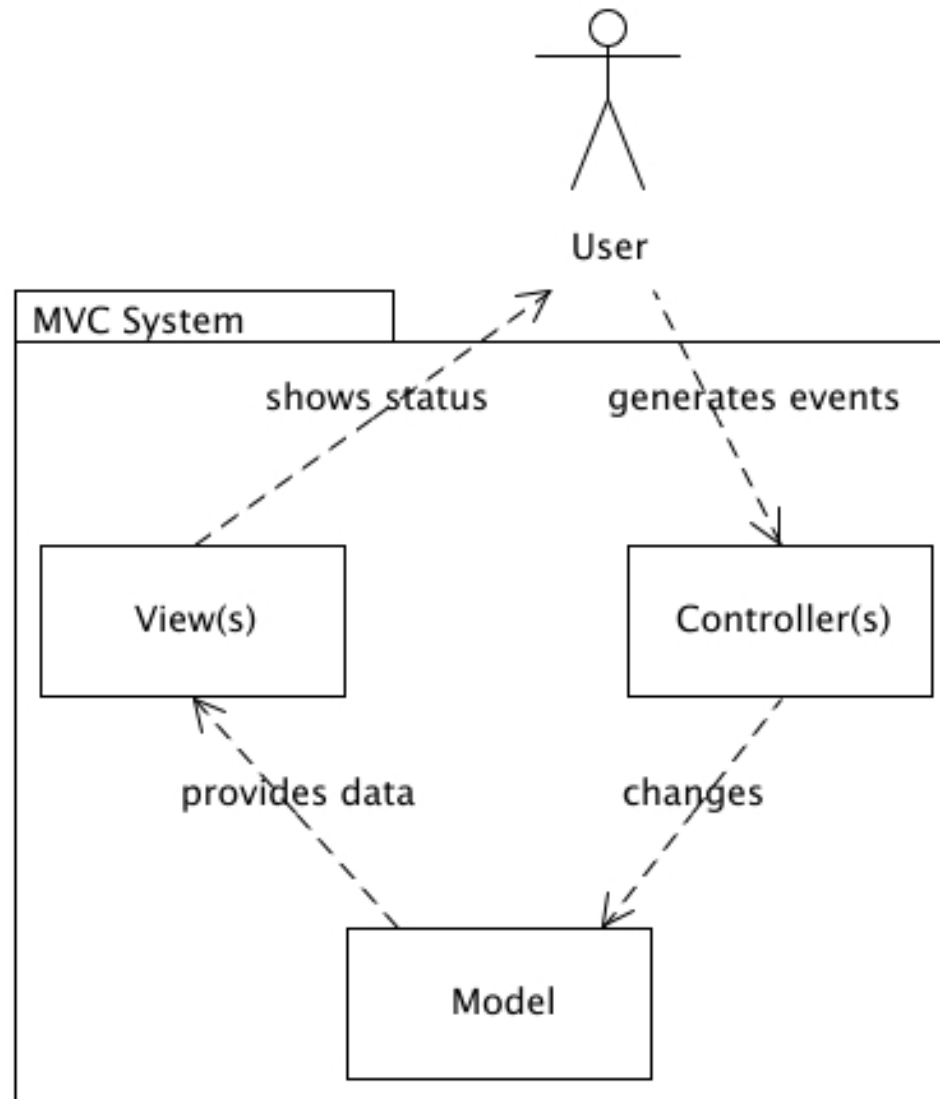 User
MVC System
shows status
generates events
View(s)
Controller(s)
provides data
changes
Model